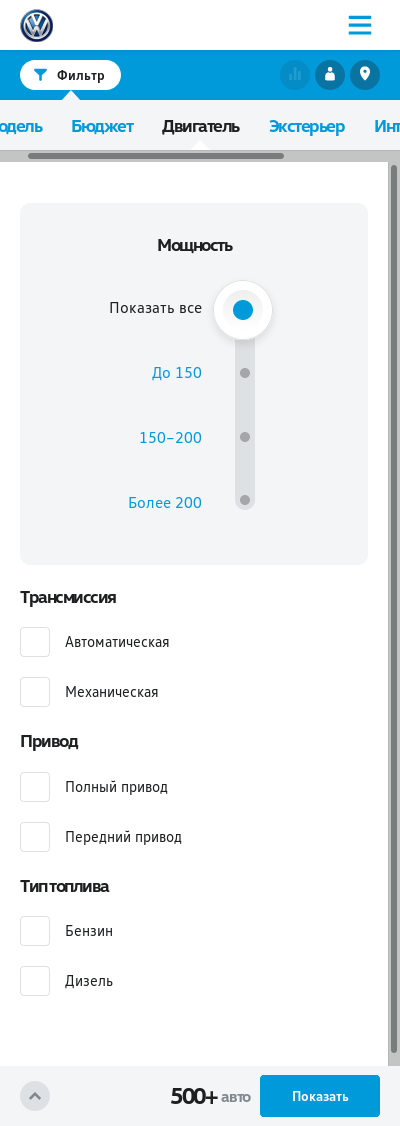 Фильтр
одель Бюджет Двигатель Экстерьер Инт
Мощность
Показать все
До 150
150–200
Более 200
Трансмиссия
Автоматическая
Механическая
Привод
Полный привод
Передний привод
Тип топлива
Бензин
Дизель
500+ авто Показать